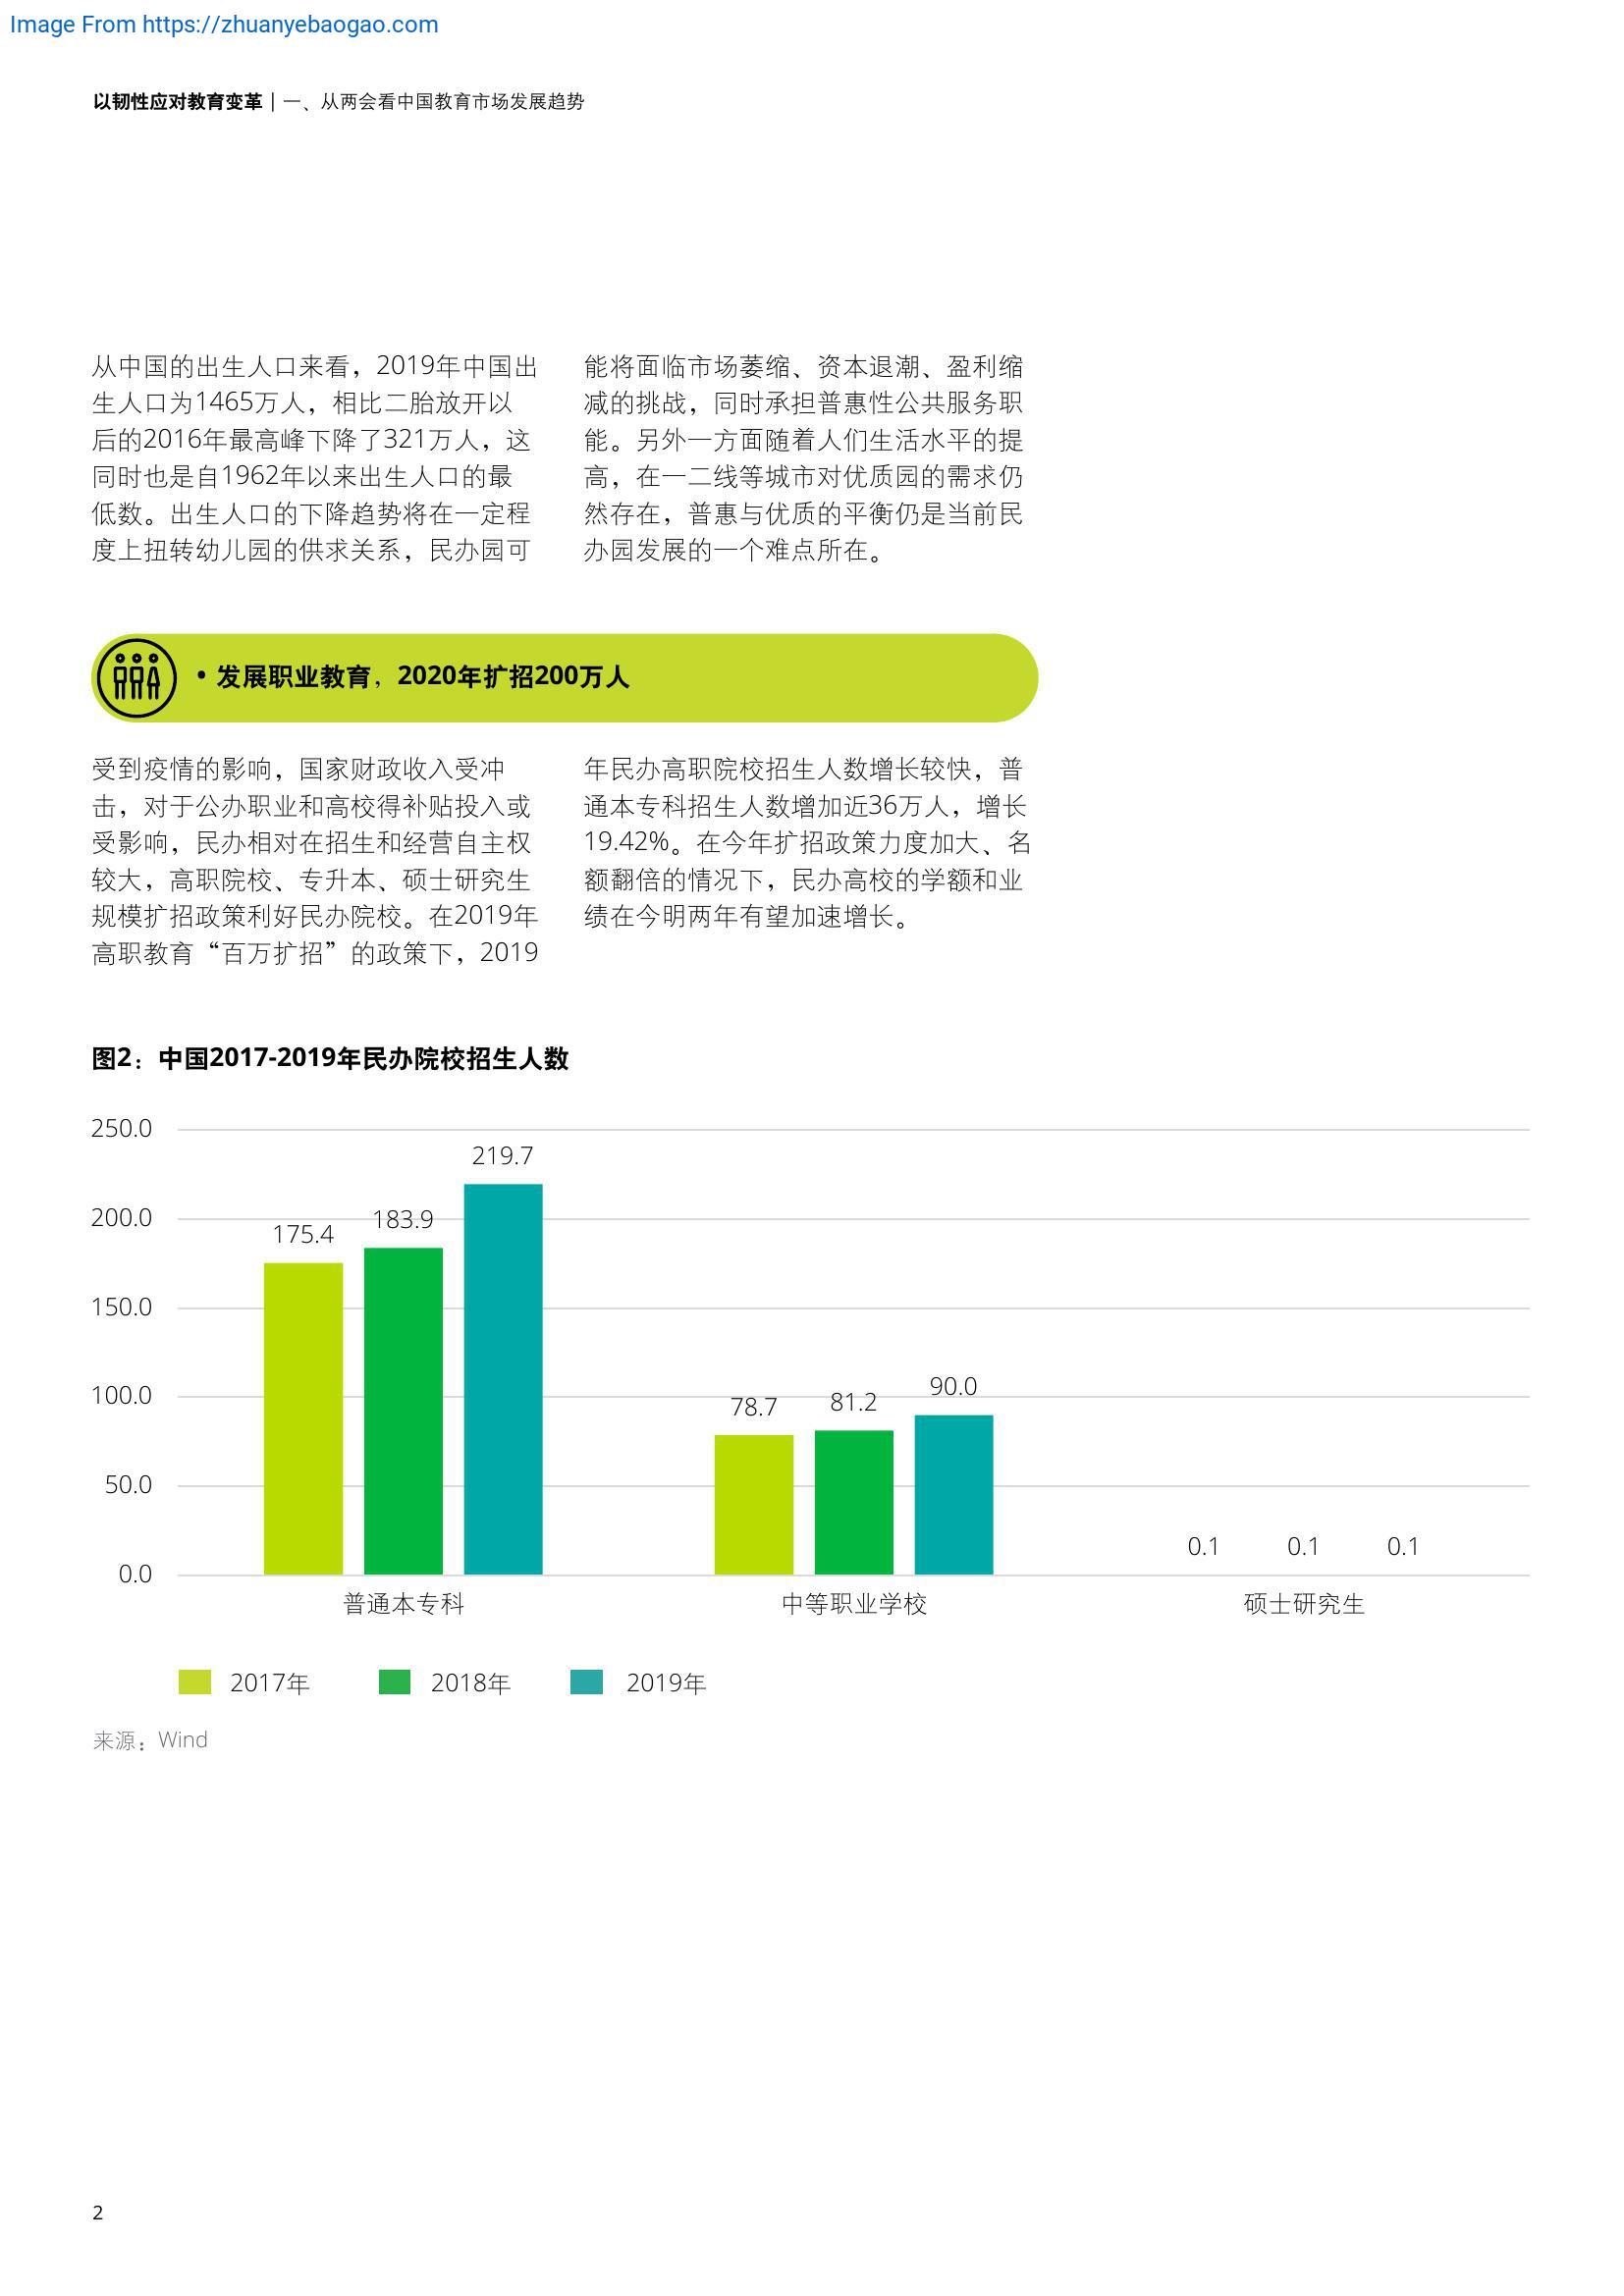 Image From https://zhuanyebaogao.com
以韧性应对教育变革 | 一、从两会看中国教育市场发展趋势
从中国的出生人口来看，2019年中国出
生人口为1465万人，相比二胎放开以
后的2016年最高峰下降了321万人，这
同时也是自1962年以来出生人口的最
低数。出生人口的下降趋势将在一定程
度上扭转幼儿园的供求关系，民办园可
能将面临市场萎缩、资本退潮、盈利缩
减的挑战，同时承担普惠性公共服务职
能。另外一方面随着人们生活水平的提
高，在一二线等城市对优质园的需求仍
然存在，普惠与优质的平衡仍是当前民
办园发展的一个难点所在。
• 发展职业教育，2020年扩招200万人
受到疫情的影响，国家财政收入受冲
击，对于公办职业和高校得补贴投入或
受影响，民办相对在招生和经营自主权
较大，高职院校、专升本、硕士研究生
规模扩招政策利好民办院校。在2019年
高职教育“百万扩招”的政策下，2019
年民办高职院校招生人数增长较快，普
通本专科招生人数增加近36万人，增长
19.42%。在今年扩招政策力度加大、名
额翻倍的情况下，民办高校的学额和业
绩在今明两年有望加速增长。
图2：中国2017-2019年民办院校招生人数
250.0
200.0
150.0
100.0
50.0
0.0
175.4
183.9
219.7
78.7
81.2
90.0
0.1
0.1
0.1
普通本专科
中等职业学校
硕士研究生
2017年
2018年
2019年
来源：Wind
2